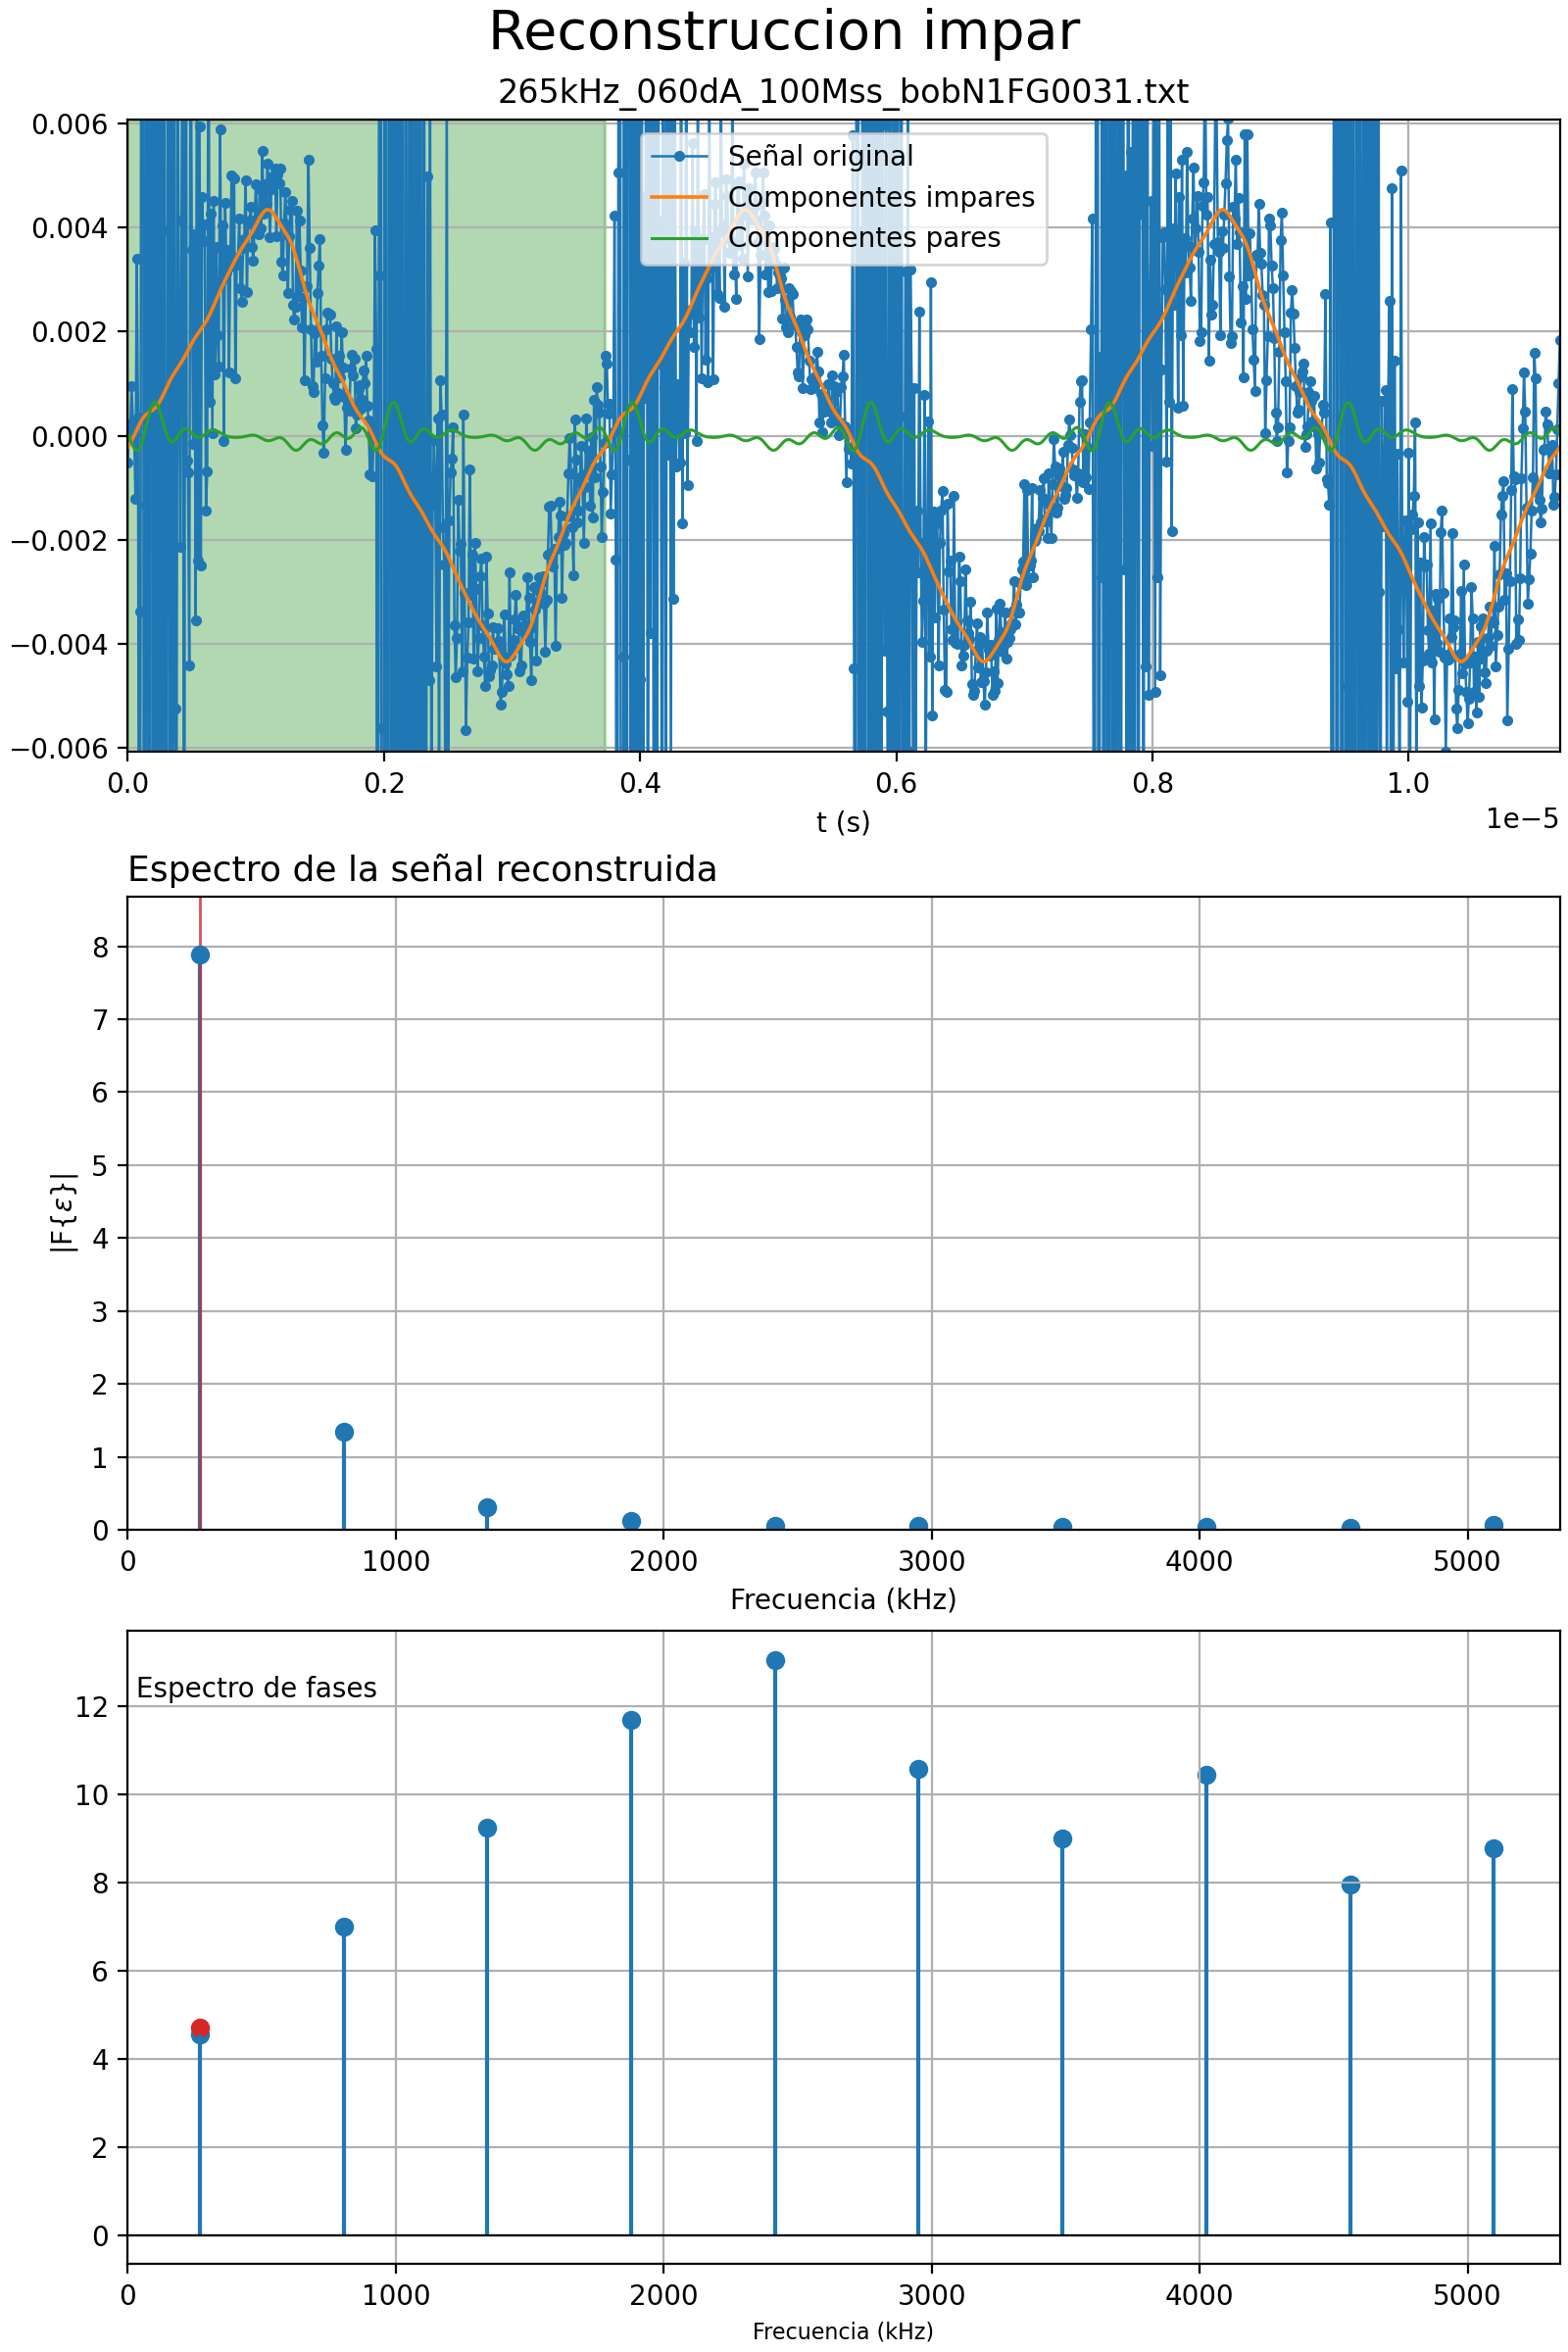 Reconstruccion impar
265kHz_060dA_100Mss_bobN1FG0031.txt
0.006
0.004
0.002
0.000
−0.002
−0.004
−0.006
Señal original
Componentes impares
Componentes pares
0.0 0.2 0.4 0.6 0.8 1.0
1e−5
t (s)
Espectro de la señal reconstruida
8
7
6
5
4
3
2
1
0
|F{ε}|
0 1000 2000 3000 4000 5000
Frecuencia (kHz)
Espectro de fases
12
10
8
6
4
2
0
0 1000 2000 3000 4000 5000
Frecuencia (kHz)